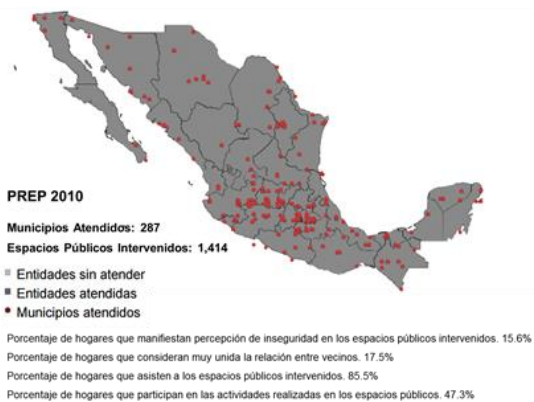 PREP 2010
Municipios Atendidos: 287
Espacios Públicos Intervenidos: 1,414
Entidades sin atender
Entidades atendidas
Municipios atendidos
Porcentaje de hogares que manifiestan percepción de inseguridad en los espacios públicos intervenidos. 15.6%
Porcentaje de hogares que consideran muy unida la relación entre vecinos. 17.5%
Porcentaje de hogares que asisten a los espacios públicos intervenidos. 85.5%
Porcentaje de hogares que participan en las actividades realizadas en los espacios públicos. 47.3%